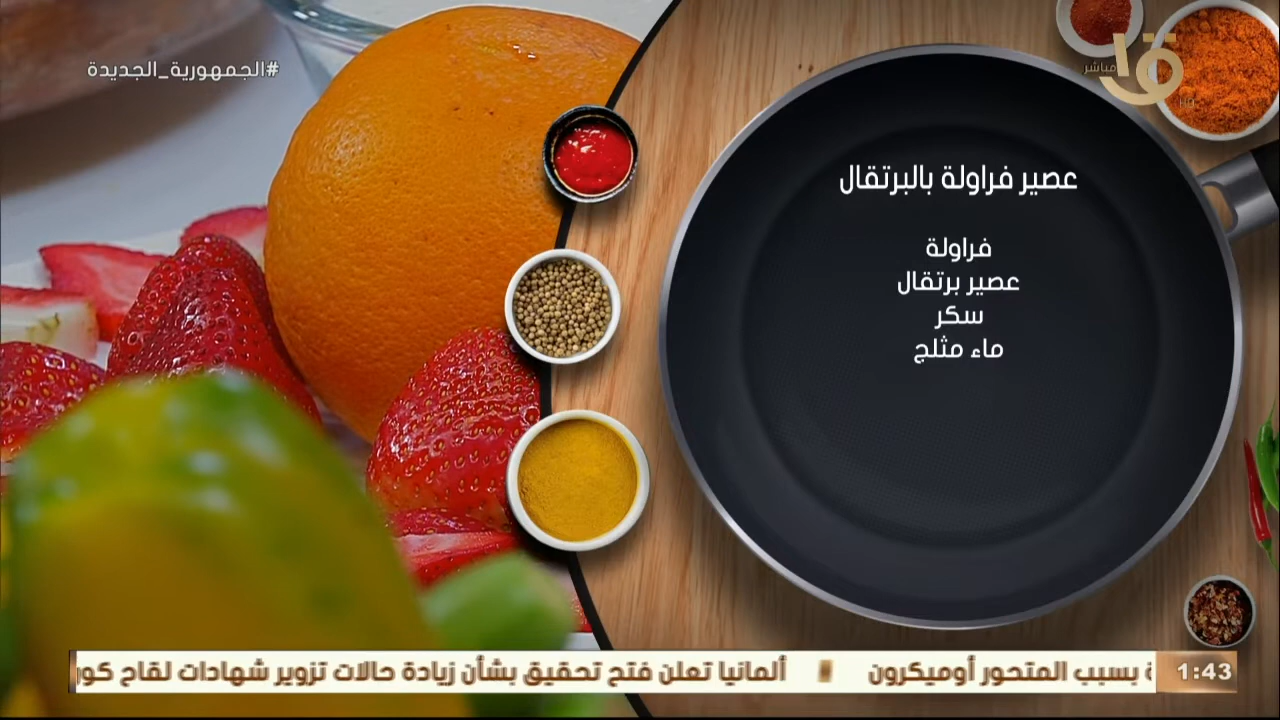 #الجمهورية_الجديدة
مباشر
HD
عصير فراولة بالبرتقال
فراولة
عصير برتقال
سكر
ماء مثلج
بسبب المتحور أوميكرون
ألمانيا تعلن فتح تحقيق بشأن زيادة حالات تزوير شهادات لقاح
1:43